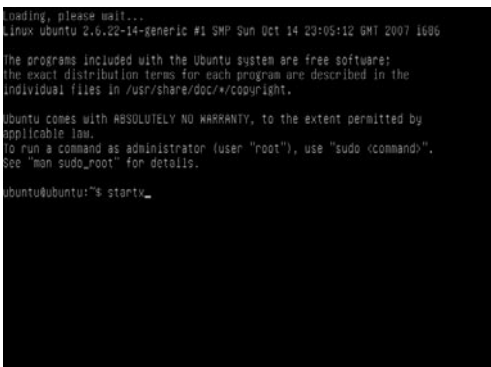 Loading, please wait...
Linux ubuntu 2.6.22-14-generic #1 SMP Sun Oct 14 23:05:12 GMT 2007 i686
The programs included with the Ubuntu system are free software;
the exact distribution terms for each program are described in the
individual files in /usr/share/doc/*/copyright.
Ubuntu comes with ABSOLUTELY NO WARRANTY, to the extent permitted by
applicable law.
To run a command as administrator (user "root"), use "sudo <command>".
See "man sudo_root" for details.
ubuntu@ubuntu:~$ startx_